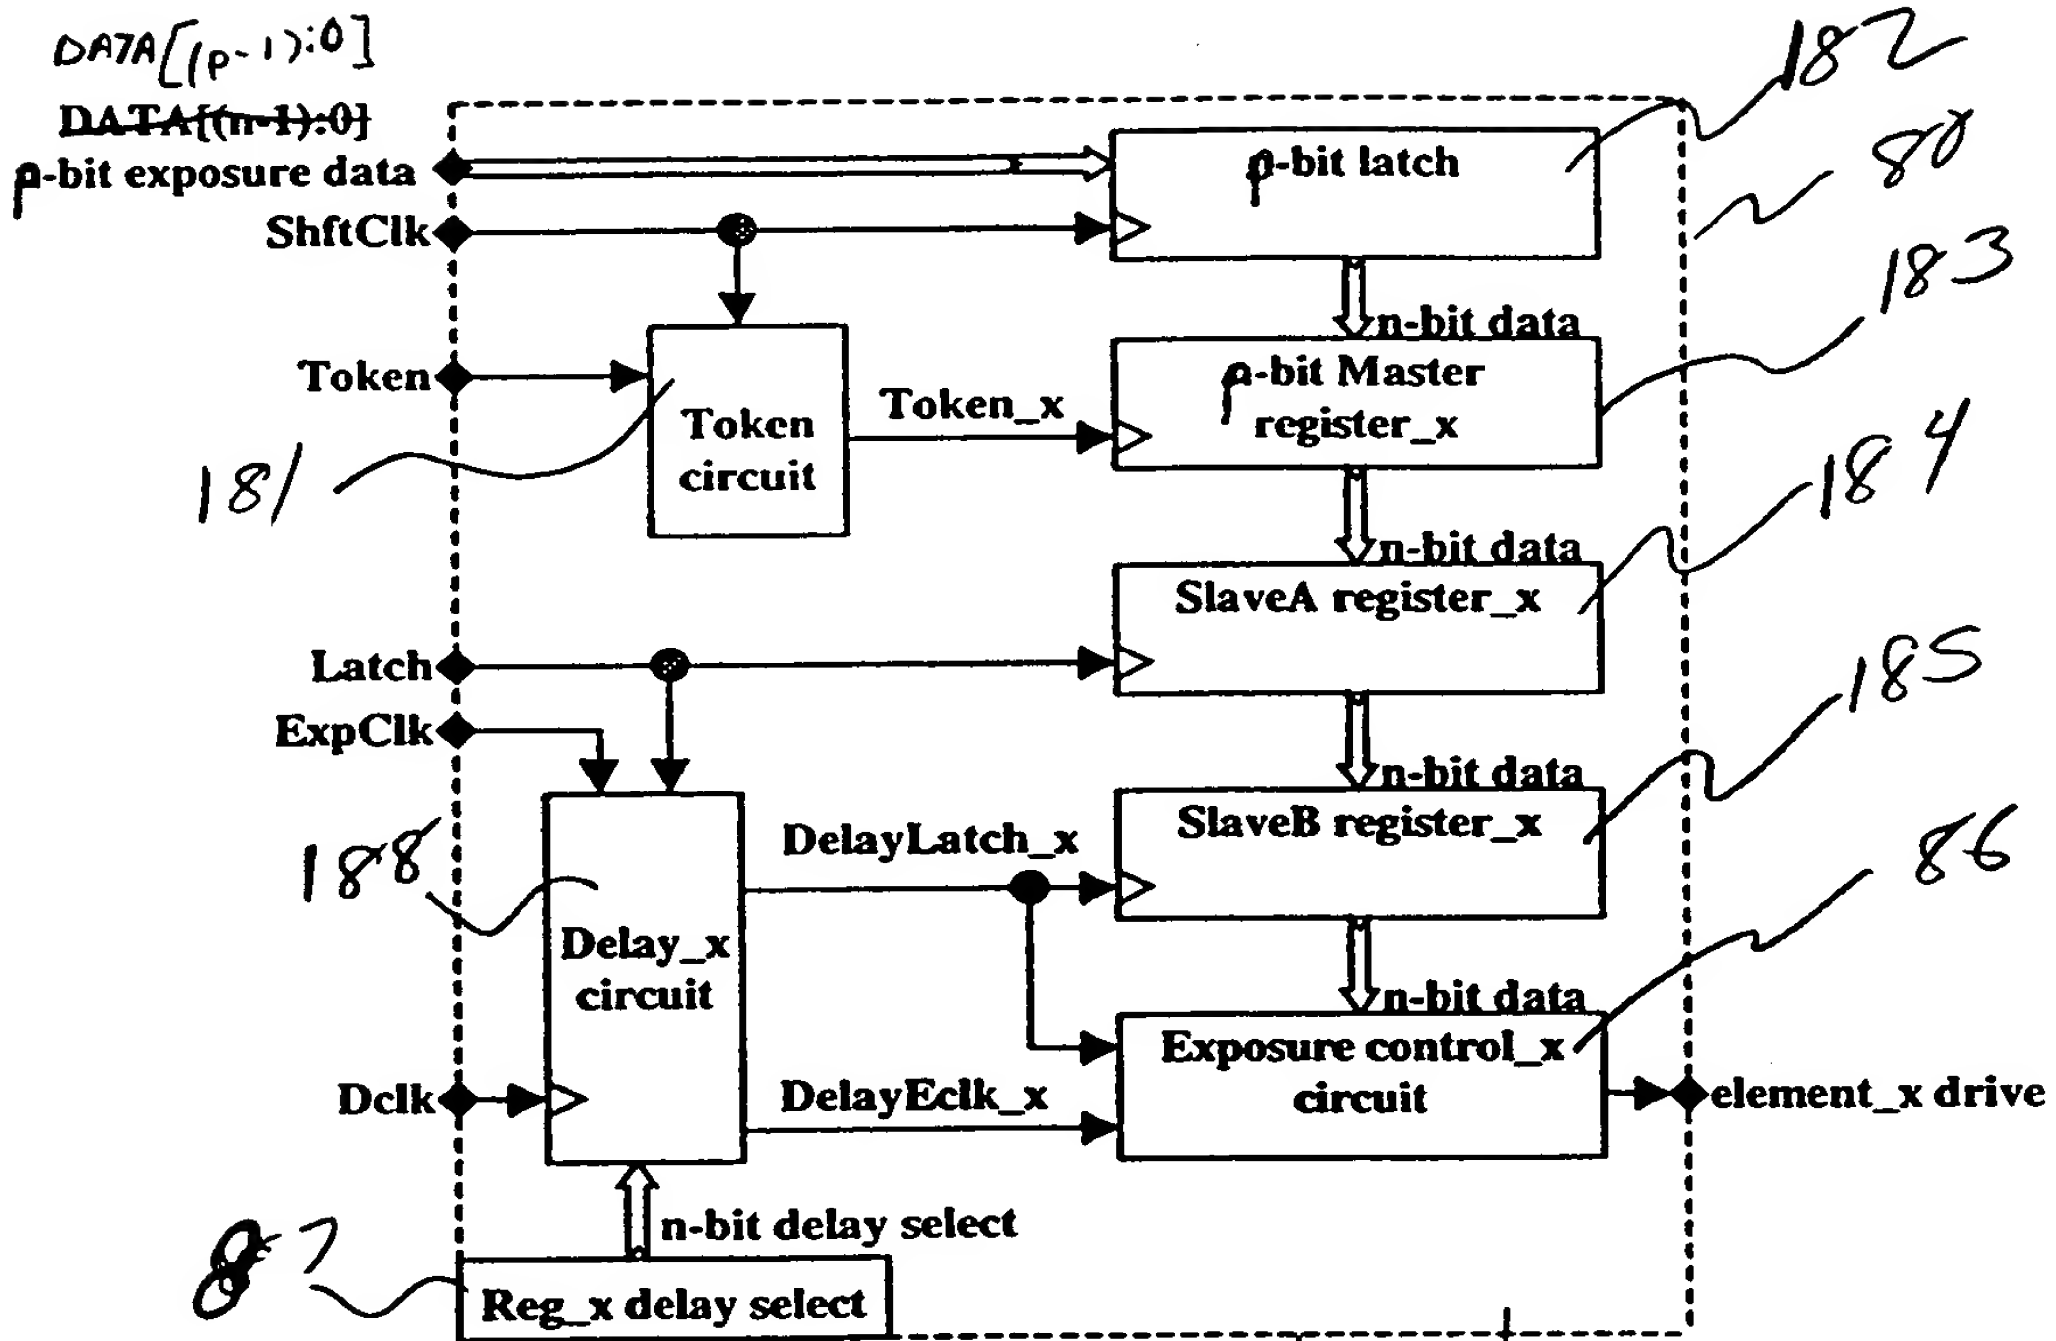 DATA[(p-1):0]
DATA[(n-1):0]
p-bit exposure data
ShftClk
Token
Latch
ExpClk
Dclk
182
80
183
184
185
86
181
188
87
p-bit latch
n-bit data
p-bit Master
register_x
n-bit data
SlaveA register_x
n-bit data
SlaveB register_x
n-bit data
Exposure control_x
circuit
element_x drive
Token
circuit
Token_x
Delay_x
circuit
DelayLatch_x
DelayEclk_x
n-bit delay select
Reg_x delay select